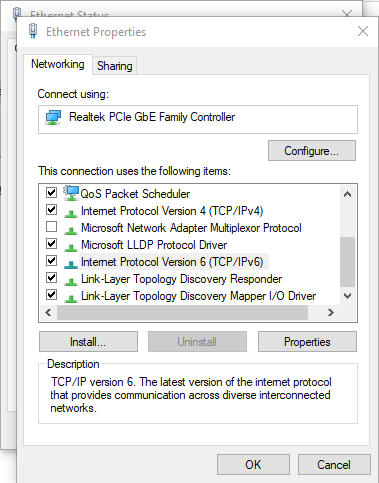 Ethernet Status
Ethernet Properties
Networking
Sharing
Connect using:
Realtek PCIe GbE Family Controller
Configure...
This connection uses the following items:
QoS Packet Scheduler
Internet Protocol Version 4 (TCP/IPv4)
Microsoft Network Adapter Multiplexor Protocol
Microsoft LLDP Protocol Driver
Internet Protocol Version 6 (TCP/IPv6)
Link-Layer Topology Discovery Responder
Link-Layer Topology Discovery Mapper I/O Driver
Install...
Uninstall
Properties
Description
TCP/IP version 6. The latest version of the internet protocol
that provides communication across diverse interconnected
networks.
OK
Cancel